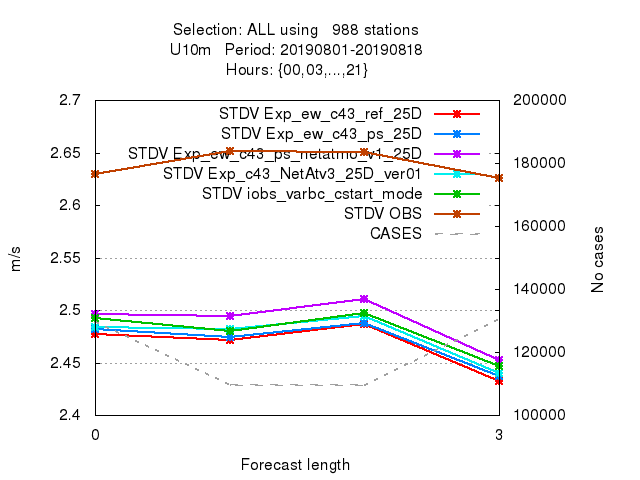 Selection: ALL using 988 stations
U10m Period: 20190801-20190818
Hours: {00,03,...,21}
2.7
2.65
2.6
2.55
2.5
2.45
2.4
m/s
STDV Exp_ew_c43_ref_25D
STDV Exp_ew_c43_ps_25D
STDV Exp_ew_c43_ps_netatmo_v1_25D
STDV Exp_c43_NetAtv3_25D_ver01
STDV iobs_varbc_cstart_mode
STDV OBS
CASES
200000
180000
160000
140000
120000
100000
No cases
0
3
Forecast length